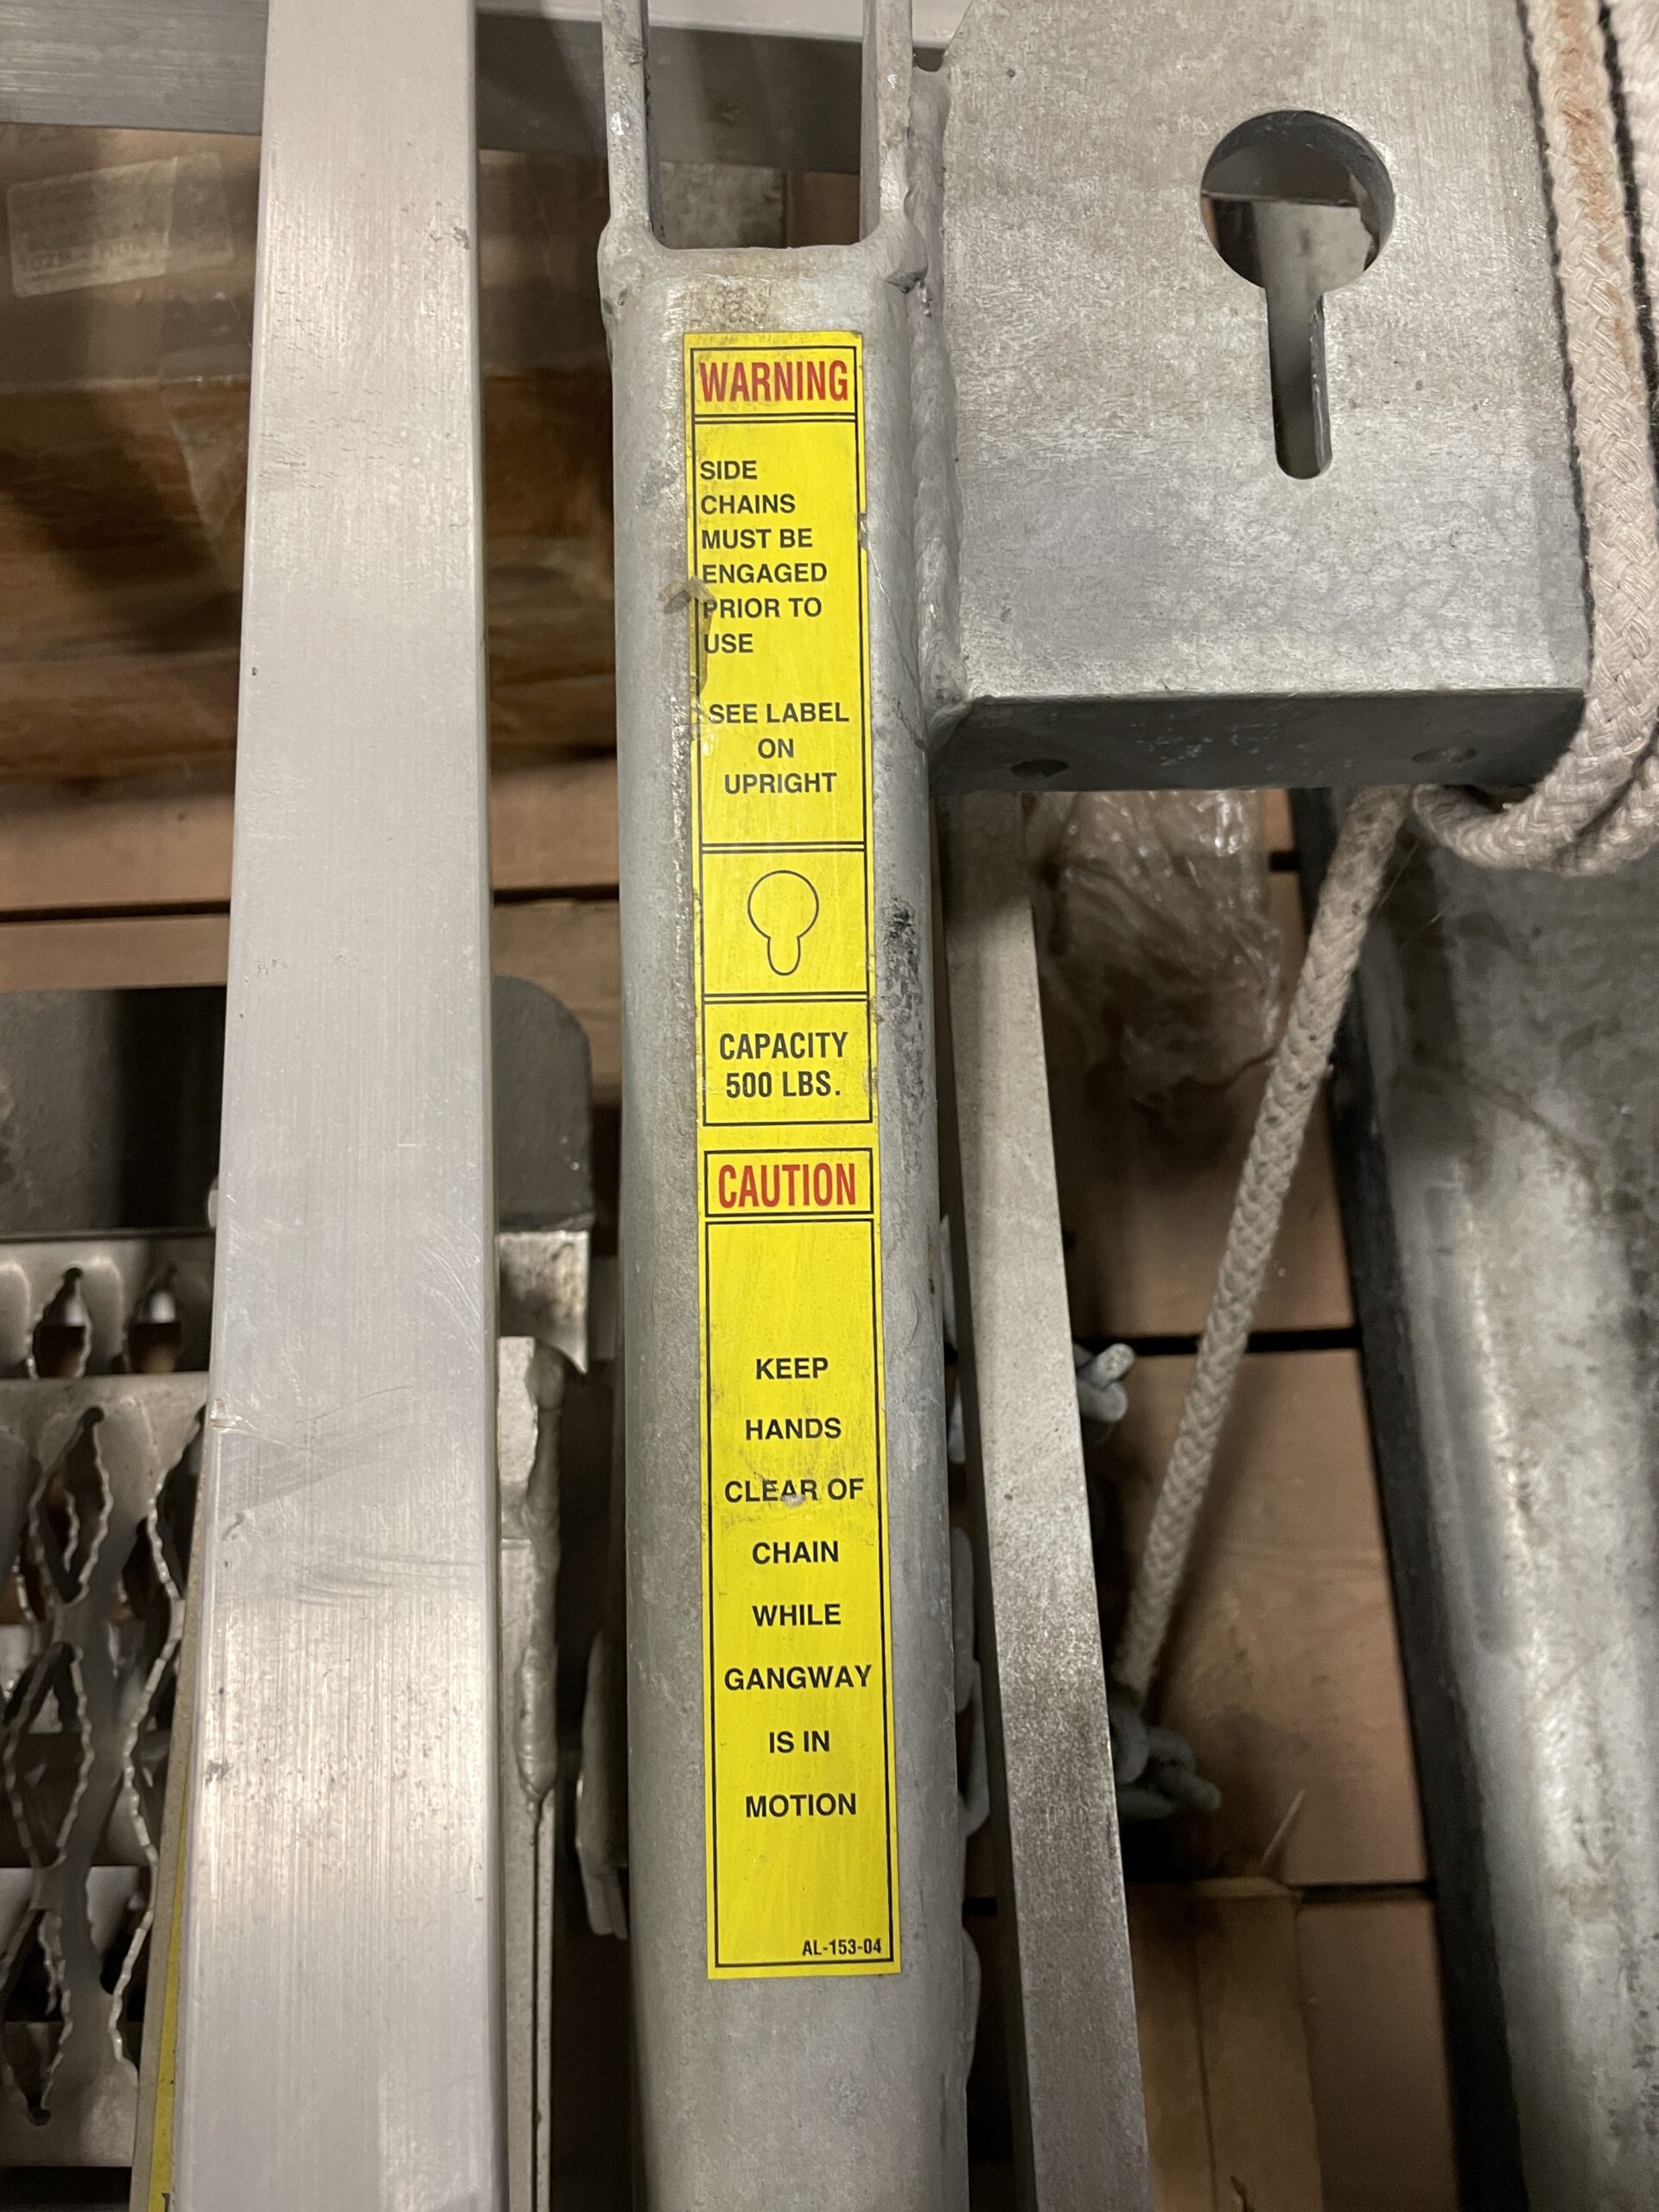 WARNING
SIDE
CHAINS
MUST BE
ENGAGED
PRIOR TO
USE
SEE LABEL
ON
UPRIGHT
CAPACITY
500 LBS.
CAUTION
KEEP
HANDS
CLEAR OF
CHAIN
WHILE
GANGWAY
IS IN
MOTION
AL-153-04